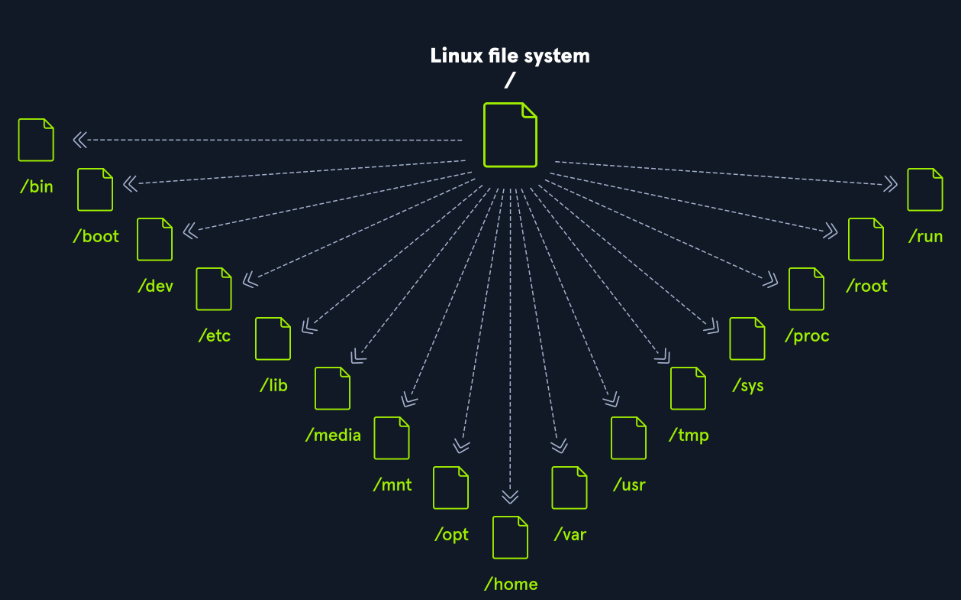 Linux file system
/
/bin
/boot
/dev
/etc
/lib
/media
/mnt
/opt
/home
/var
/usr
/tmp
/sys
/proc
/root
/run